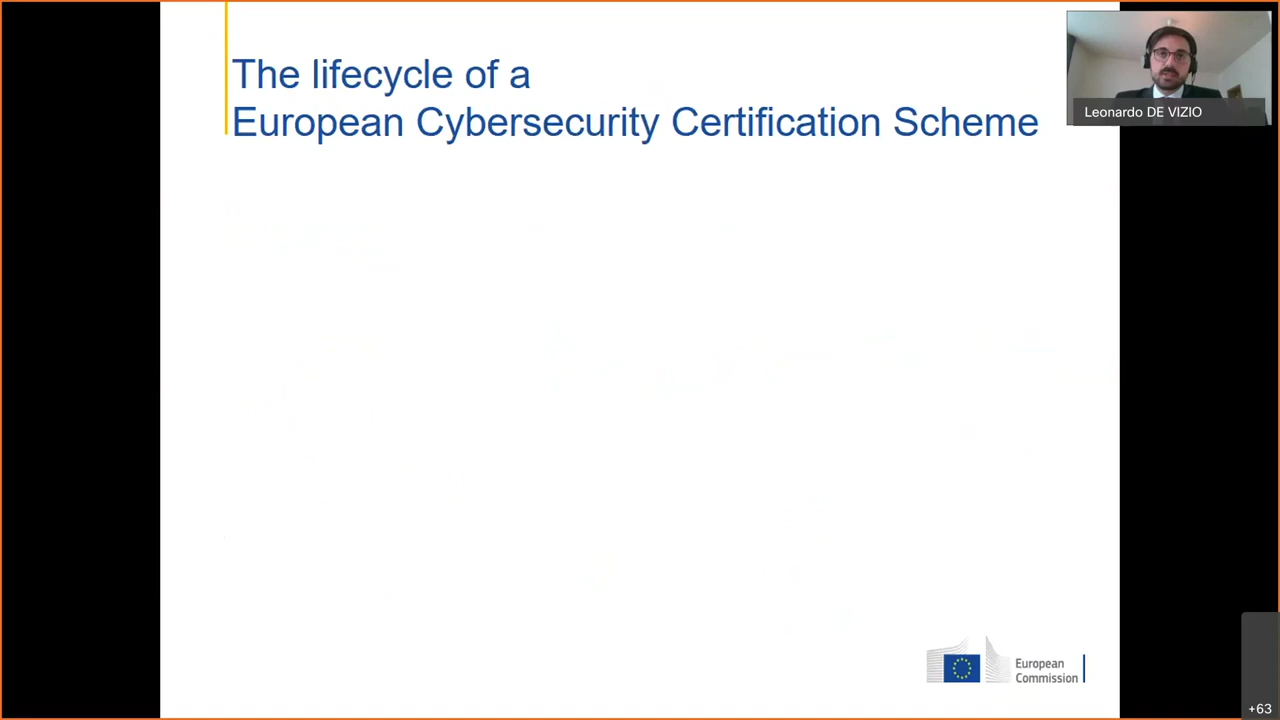 The lifecycle of a
European Cybersecurity Certification Scheme
Leonardo DE VIZIO
European
Commission
+63